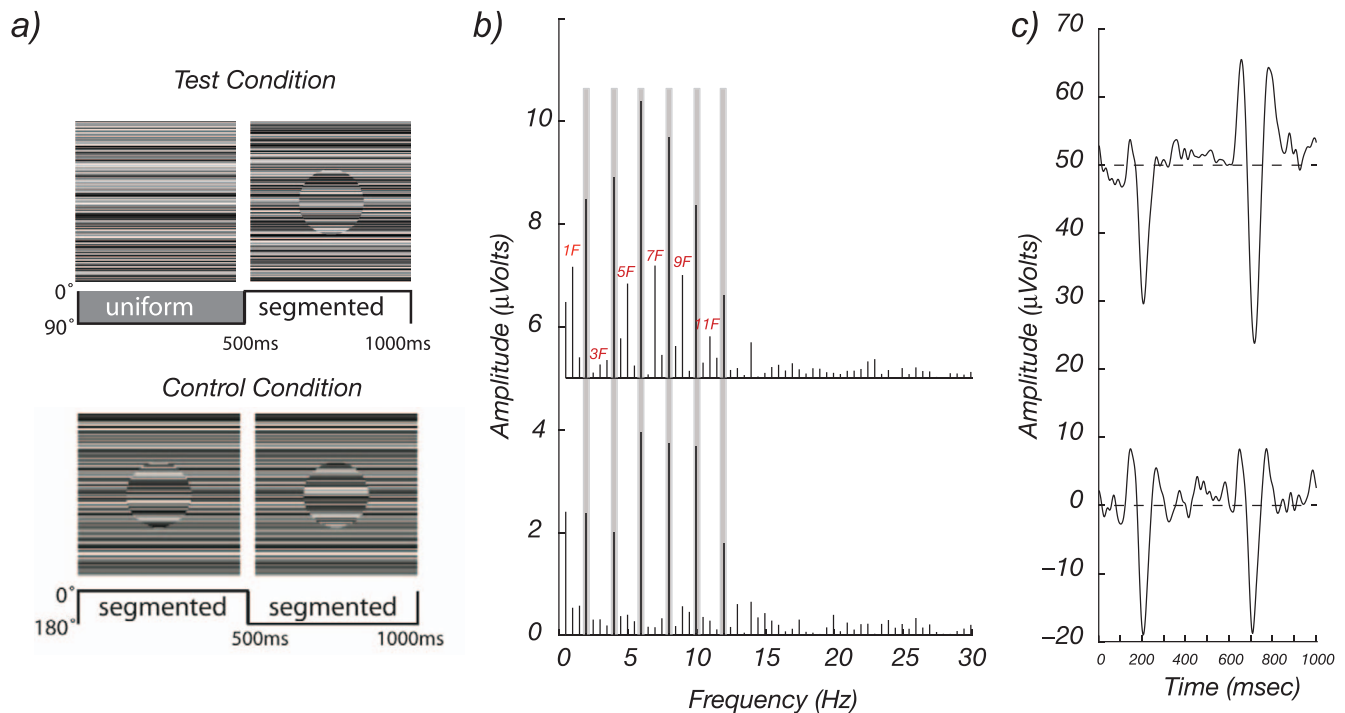 a)
Test Condition
0°
uniform
segmented
90°
500ms
1000ms
Control Condition
0°
segmented
segmented
180°
500ms
1000ms
b)
Amplitude (µVolts)
10
8
6
4
2
0
1F
3F
5F
7F
9F
11F
0
5
10
15
20
25
30
Frequency (Hz)
c)
Amplitude (µVolts)
70
60
50
40
30
20
10
0
−10
−20
0
200
400
600
800
1000
Time (msec)